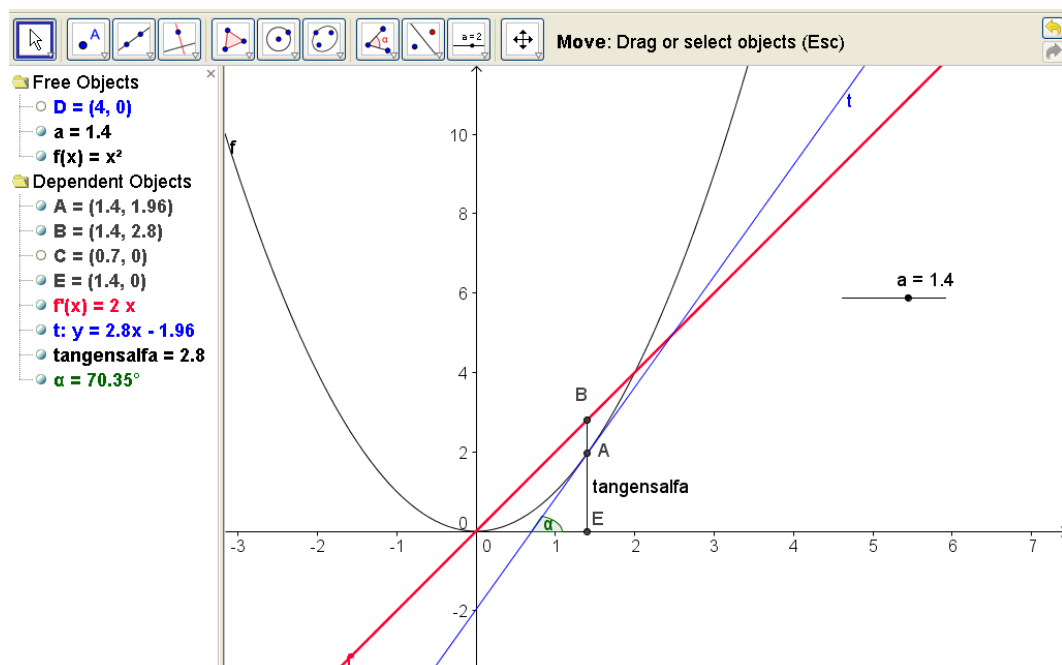 A
α
a = 2
Move: Drag or select objects (Esc)
×
Free Objects
D = (4, 0)
a = 1.4
f(x) = x²
Dependent Objects
A = (1.4, 1.96)
B = (1.4, 2.8)
C = (0.7, 0)
E = (1.4, 0)
f'(x) = 2 x
t: y = 2.8x - 1.96
tangensalfa = 2.8
α = 70.35°
f
t
10
8
a = 1.4
6
4
B
2
A
tangensalfa
0
α
E
-3 -2 -1 0 1 2 3 4 5 6 7
-2